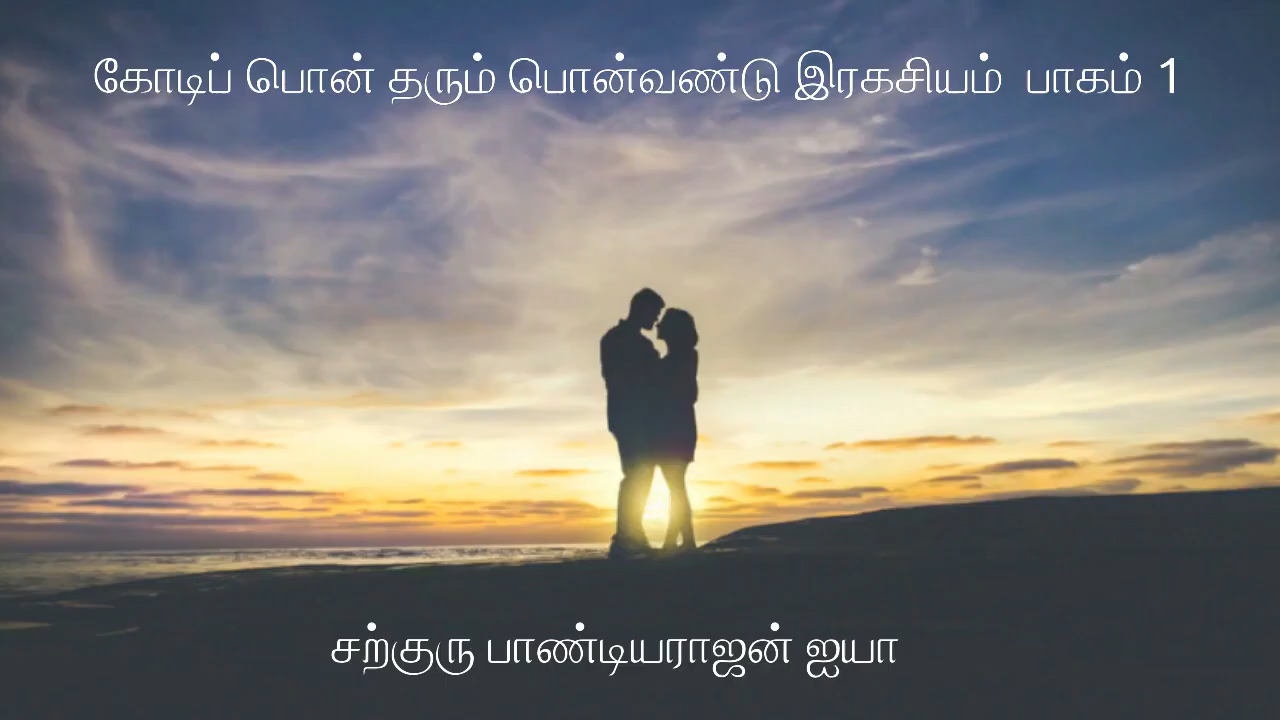 கோடிப் பொன் தரும் பொன்வண்டு இரகசியம் பாகம் 1
சற்குரு பாண்டியராஜன் ஐயா